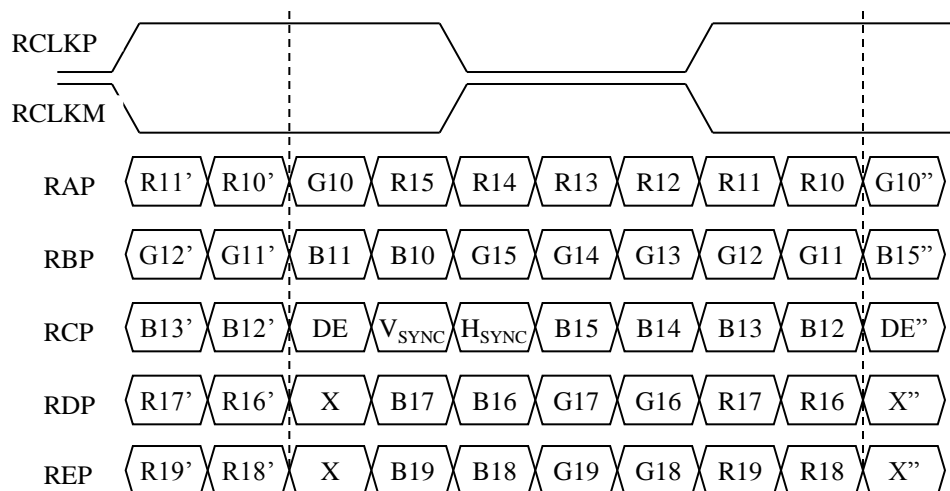 RCLKP
RCLKM
RAP R11’ R10’ G10 R15 R14 R13 R12 R11 R10 G10”
RBP G12’ G11’ B11 B10 G15 G14 G13 G12 G11 B15”
RCP B13’ B12’ DE VSYNC HSYNC B15 B14 B13 B12 DE”
RDP R17’ R16’ X B17 B16 G17 G16 R17 R16 X”
REP R19’ R18’ X B19 B18 G19 G18 R19 R18 X”